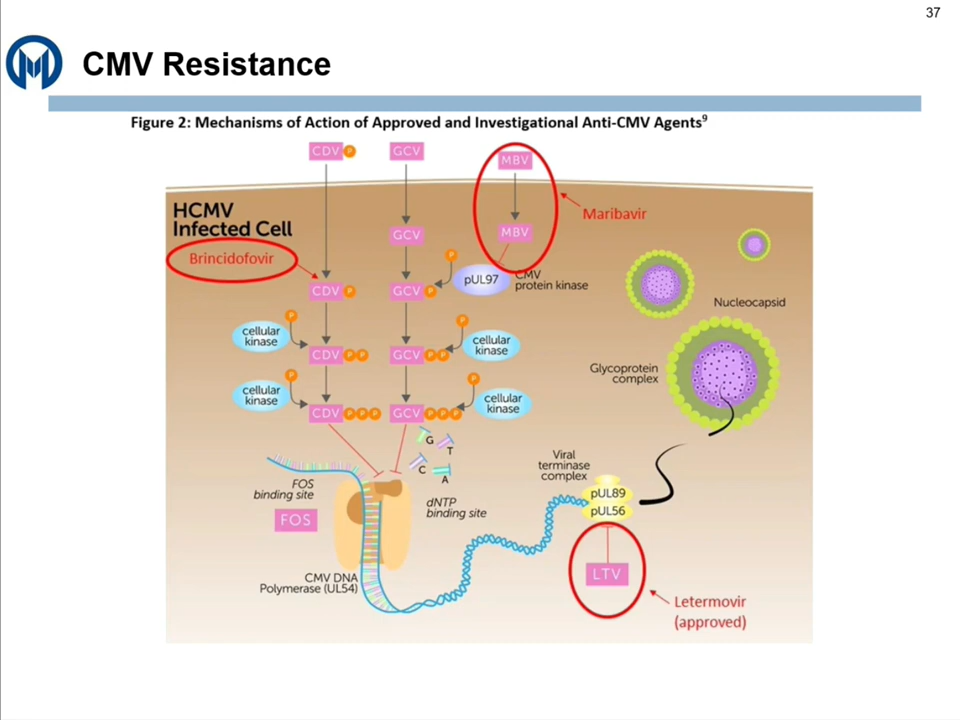 37
CMV Resistance
Figure 2: Mechanisms of Action of Approved and Investigational Anti-CMV Agents9
CDV P
GCV
MBV
HCMV
Infected Cell
Maribavir
GCV
MBV
Brincidofovir
P
pUL97
CMV
protein kinase
CDV P
GCV P
Nucleocapsid
P
cellular
kinase
CDV P P
GCV P P
P
cellular
kinase
Glycoprotein
complex
P
cellular
kinase
CDV P P P
GCV P P P
P
cellular
kinase
G
T
C
A
FOS
binding site
FOS
dNTP
binding site
Viral
terminase
complex
pUL89
pUL56
CMV DNA
Polymerase (UL54)
LTV
Letermovir
(approved)